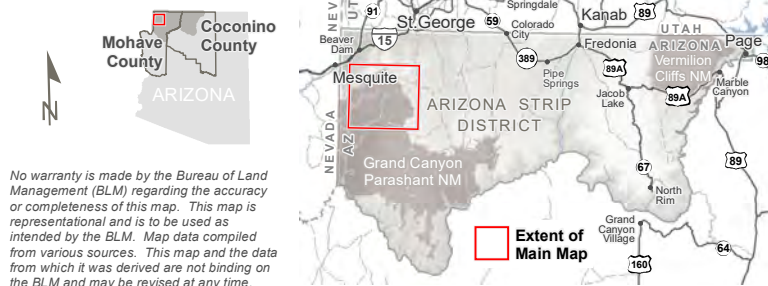 Mohave
County
Coconino
County
ARIZONA
N
No warranty is made by the Bureau of Land
Management (BLM) regarding the accuracy
or completeness of this map. This map is
representational and is to be used as
intended by the BLM. Map data compiled
from various sources. This map and the data
from which it was derived are not binding on
the BLM and may be revised at any time.
NEV
UT
91
St.George
Springdale
59
Colorado
City
Kanab
89
UTAH
ARIZONA
Page
98
Beaver
Dam
15
389
Fredonia
Vermilion
Cliffs NM
Mesquite
Pipe
Springs
89A
Marble
Canyon
Jacob
Lake
89A
ARIZONA STRIP
DISTRICT
NEVADA
AZ
Grand Canyon
Parashant NM
67
89
North
Rim
Grand
Canyon
Village
64
160
Extent of
Main Map